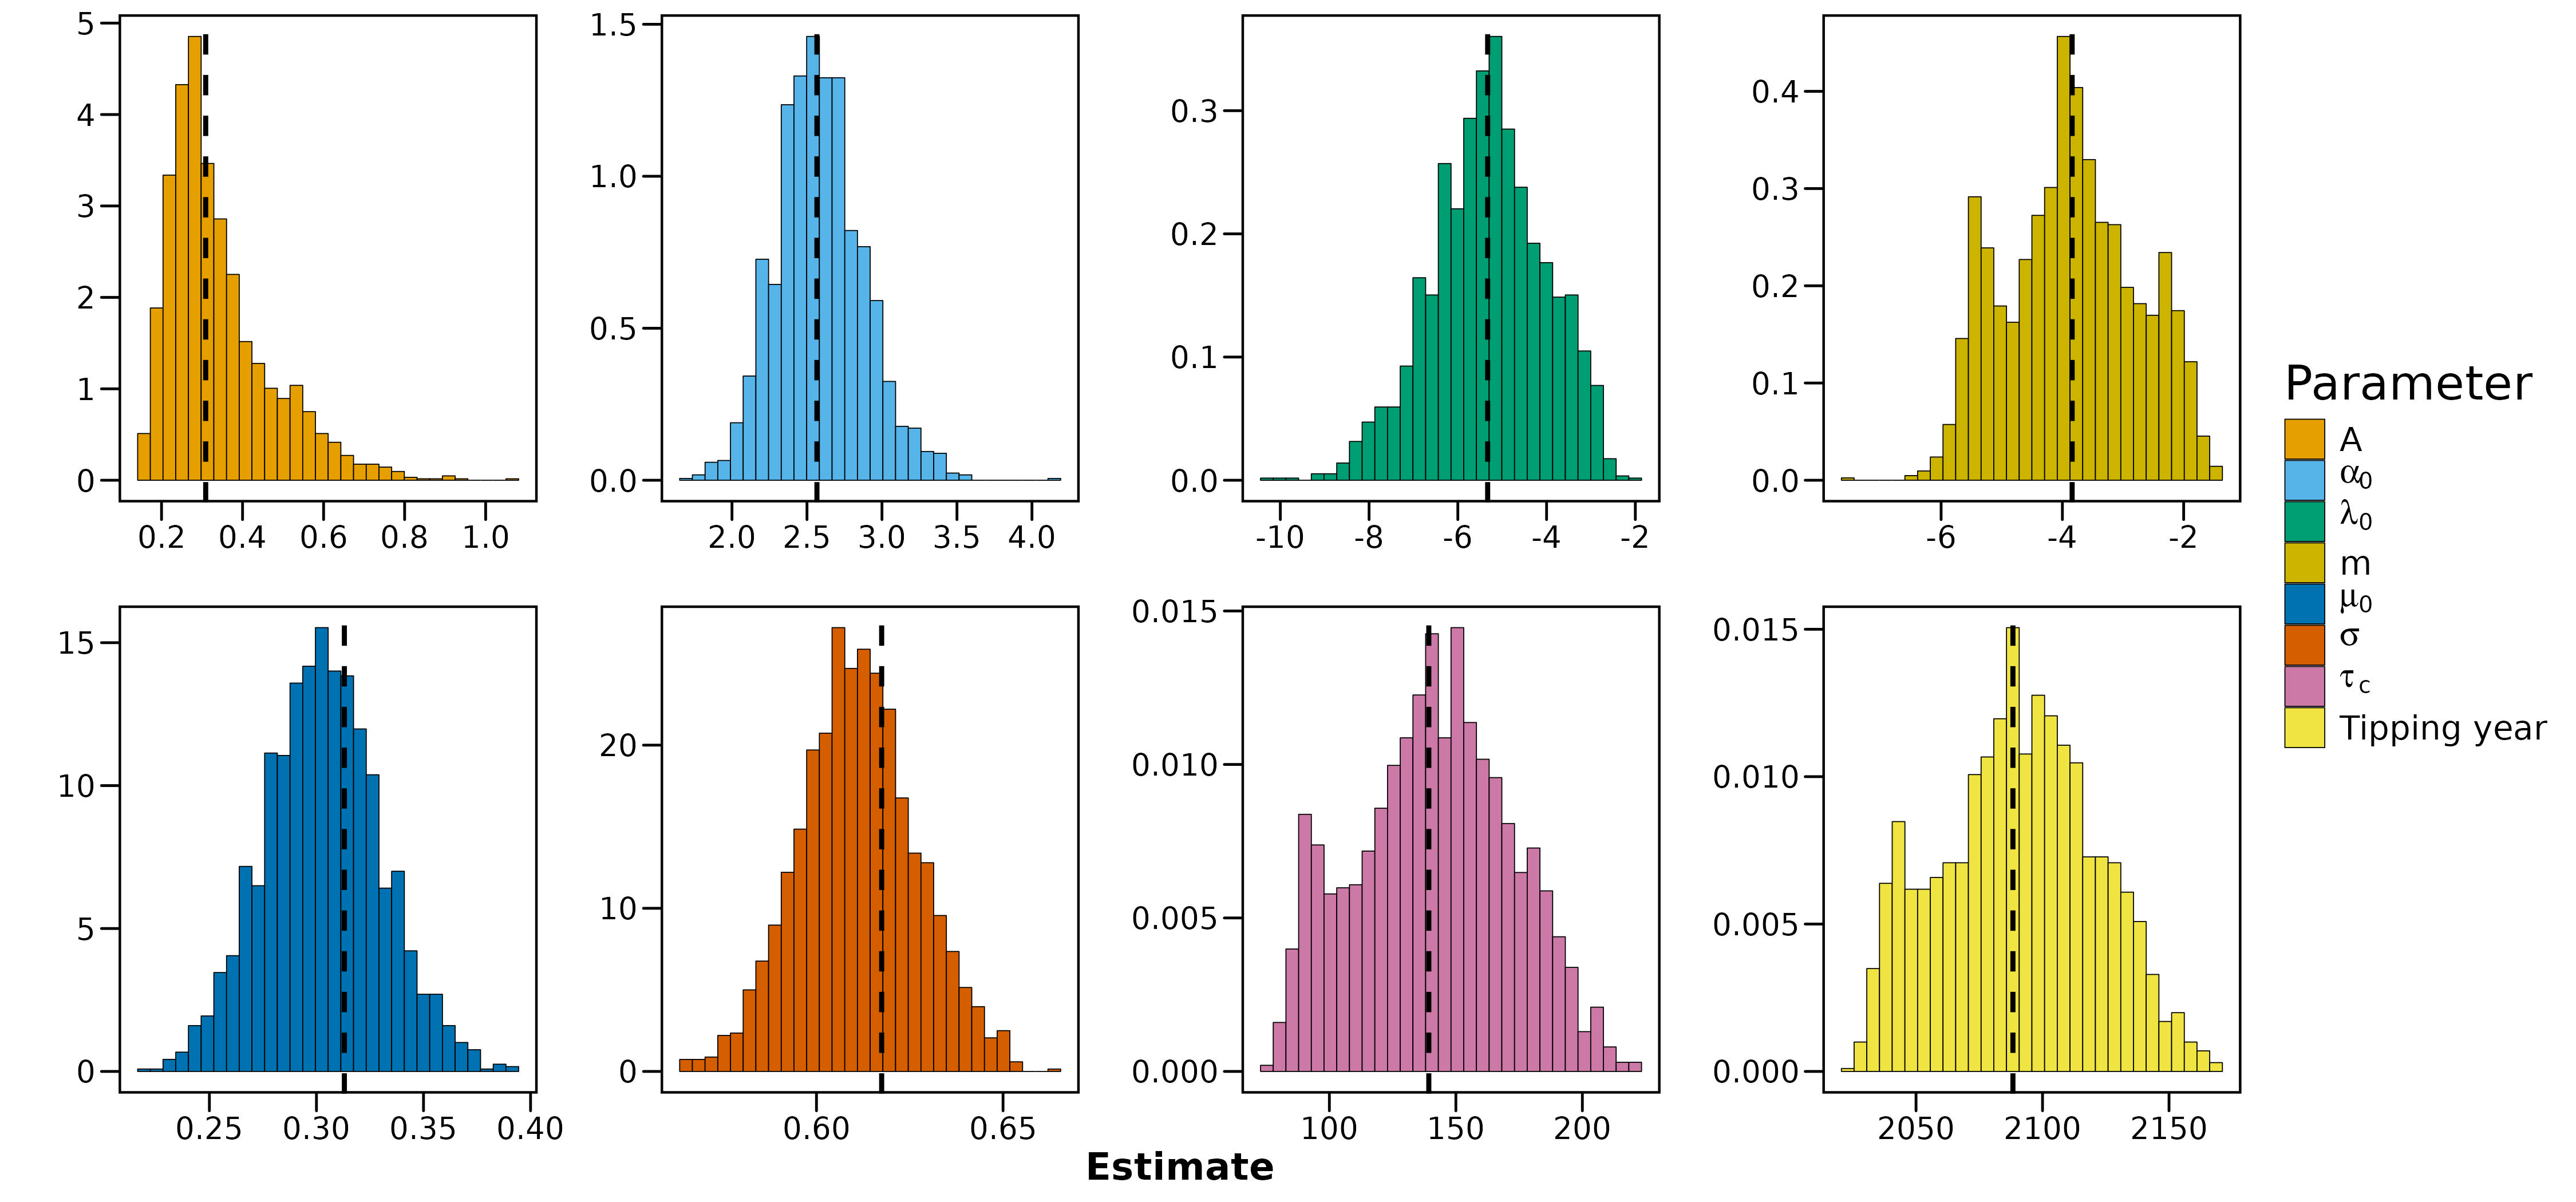 5
4
3
2
1
0
0.2 0.4 0.6 0.8 1.0
1.5
1.0
0.5
0.0
2.0 2.5 3.0 3.5 4.0
0.3
0.2
0.1
0.0
-10 -8 -6 -4 -2
0.4
0.3
0.2
0.1
0.0
-6 -4 -2
15
10
5
0
0.25 0.30 0.35 0.40
20
10
0
0.60 0.65
0.015
0.010
0.005
0.000
100 150 200
0.015
0.010
0.005
0.000
2050 2100 2150
Estimate
Parameter
A
α₀
λ₀
m
μ₀
σ
τ c
Tipping year